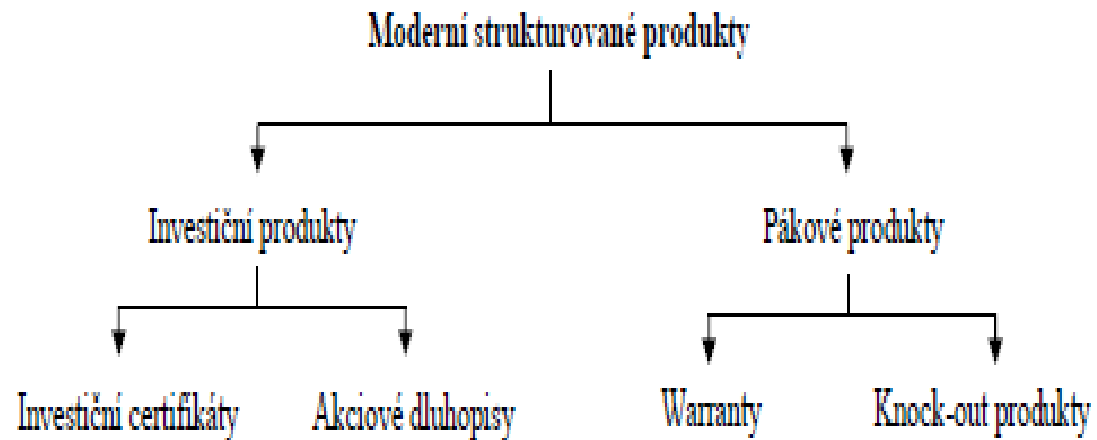 Moderní strukturované produkty
Investiční produkty
Pákové produkty
Investiční certifikáty
Akciové dluhopisy
Warranty
Knock-out produkty